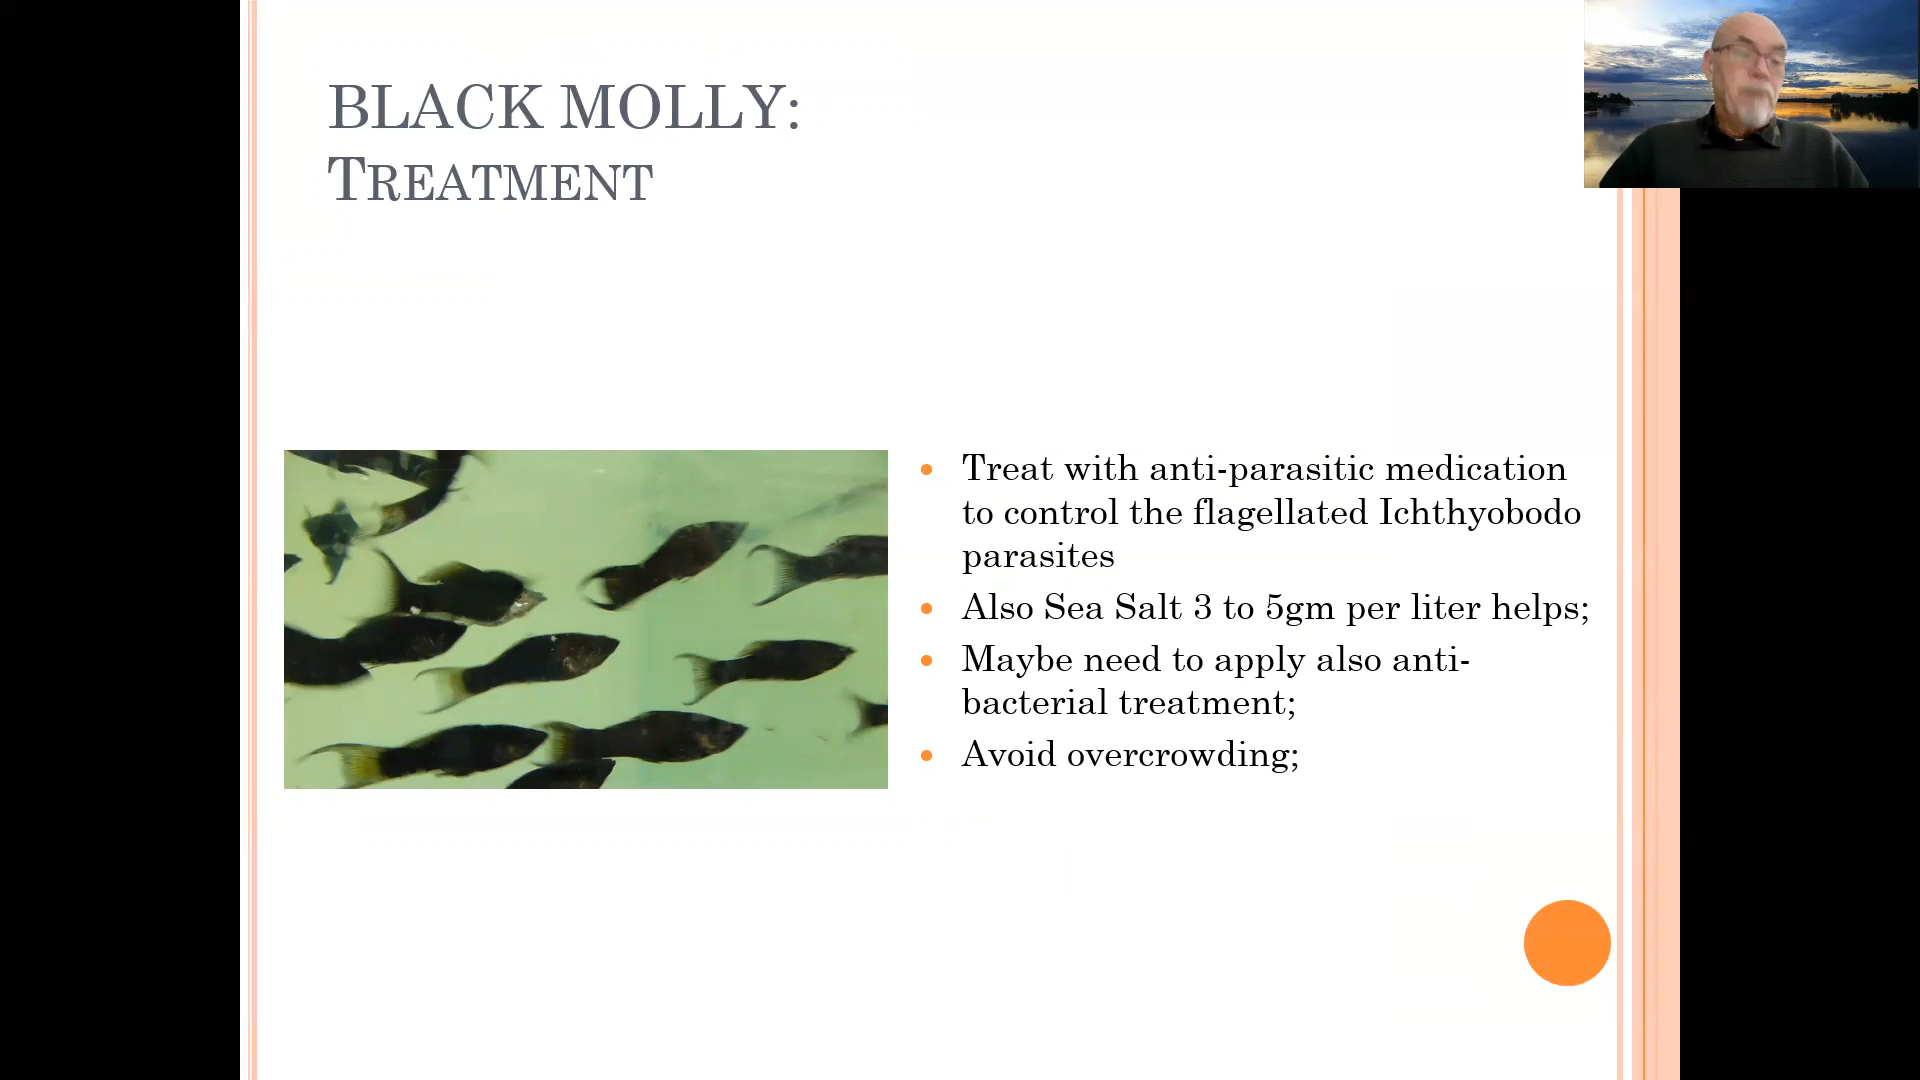 BLACK MOLLY:
TREATMENT
Treat with anti-parasitic medication
to control the flagellated Ichthyobodo
parasites
Also Sea Salt 3 to 5gm per liter helps;
Maybe need to apply also anti-
bacterial treatment;
Avoid overcrowding;